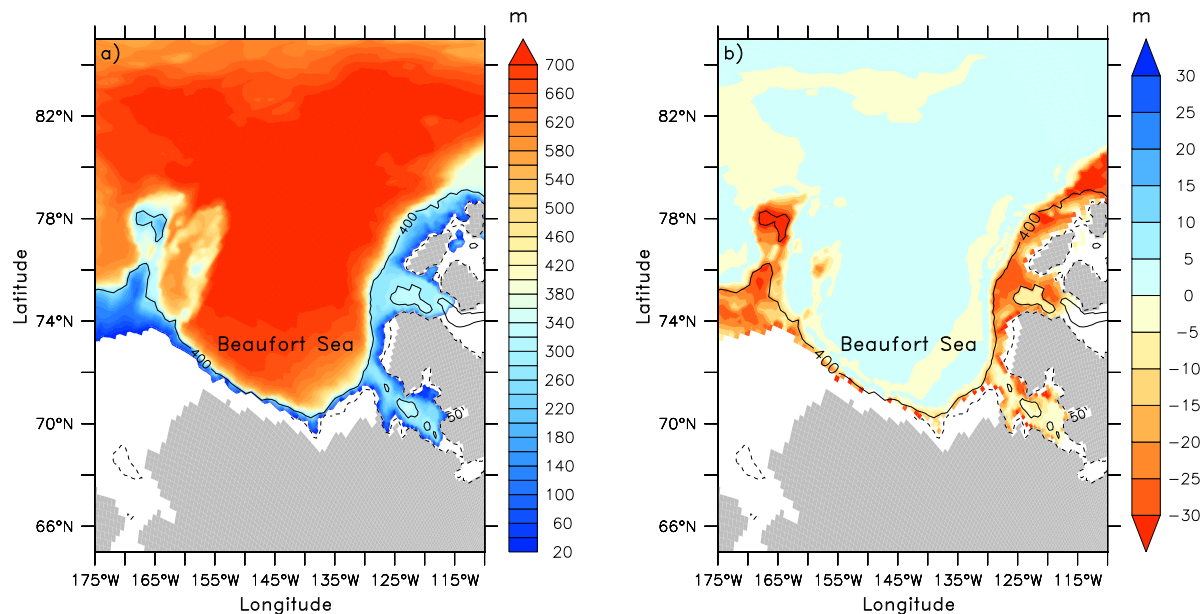 m
a)
82°N
78°N
74°N
70°N
66°N
Latitude
175°W 165°W 155°W 145°W 135°W 125°W 115°W
Longitude
Beaufort Sea
400
400
50
700
660
620
580
540
500
460
420
380
340
300
260
220
180
140
100
60
20
m
b)
82°N
78°N
74°N
70°N
66°N
Latitude
175°W 165°W 155°W 145°W 135°W 125°W 115°W
Longitude
Beaufort Sea
400
400
50
30
25
20
15
10
5
0
-5
-10
-15
-20
-25
-30